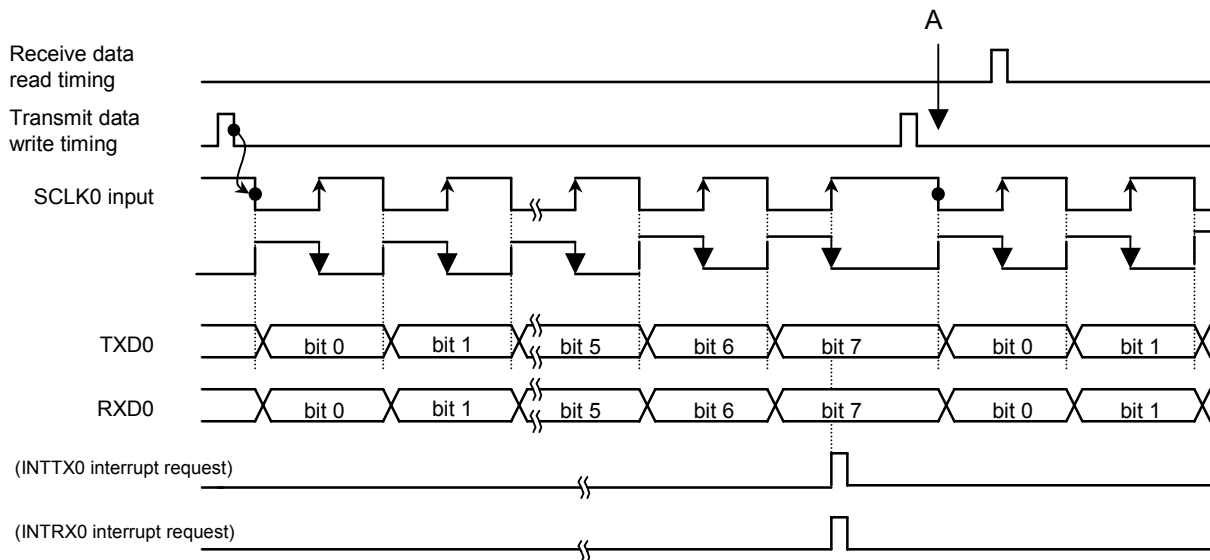 A
Receive data
read timing
Transmit data
write timing
SCLK0 input
TXD0
bit 0
bit 1
bit 5
bit 6
bit 7
bit 0
bit 1
RXD0
bit 0
bit 1
bit 5
bit 6
bit 7
bit 0
bit 1
(INTTX0 interrupt request)
(INTRX0 interrupt request)